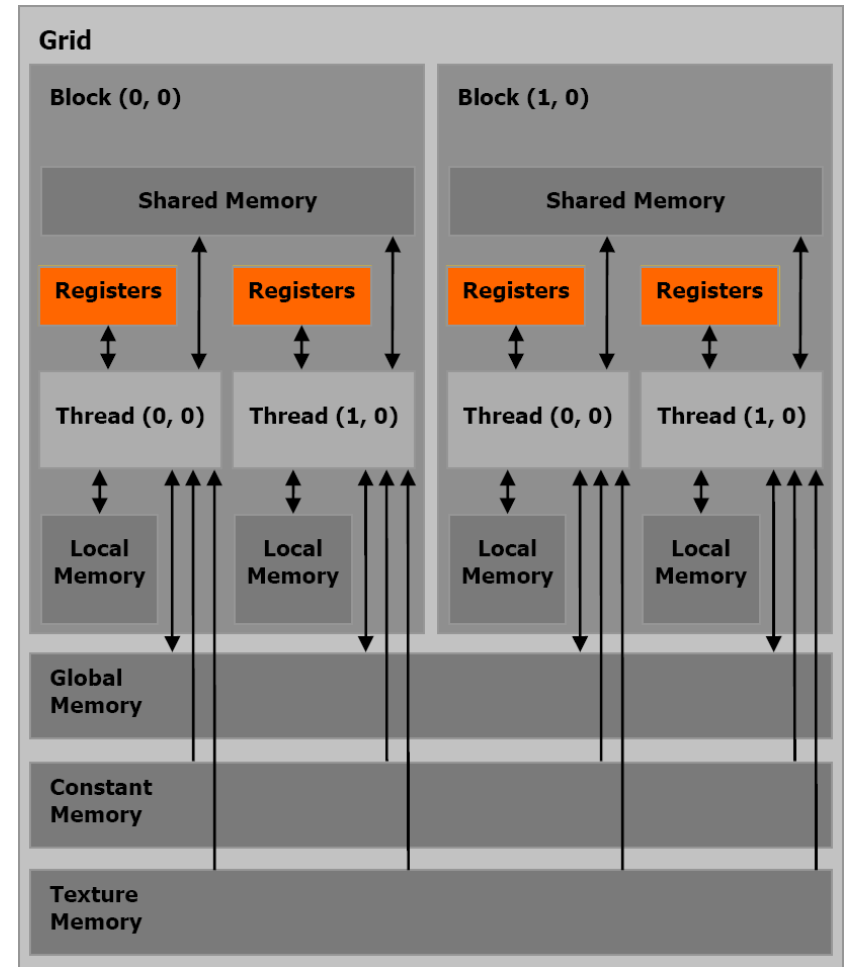 Grid
Block (0, 0)
Block (1, 0)
Shared Memory
Shared Memory
Registers
Registers
Registers
Registers
Thread (0, 0)
Thread (1, 0)
Thread (0, 0)
Thread (1, 0)
Local
Memory
Local
Memory
Local
Memory
Local
Memory
Global
Memory
Constant
Memory
Texture
Memory